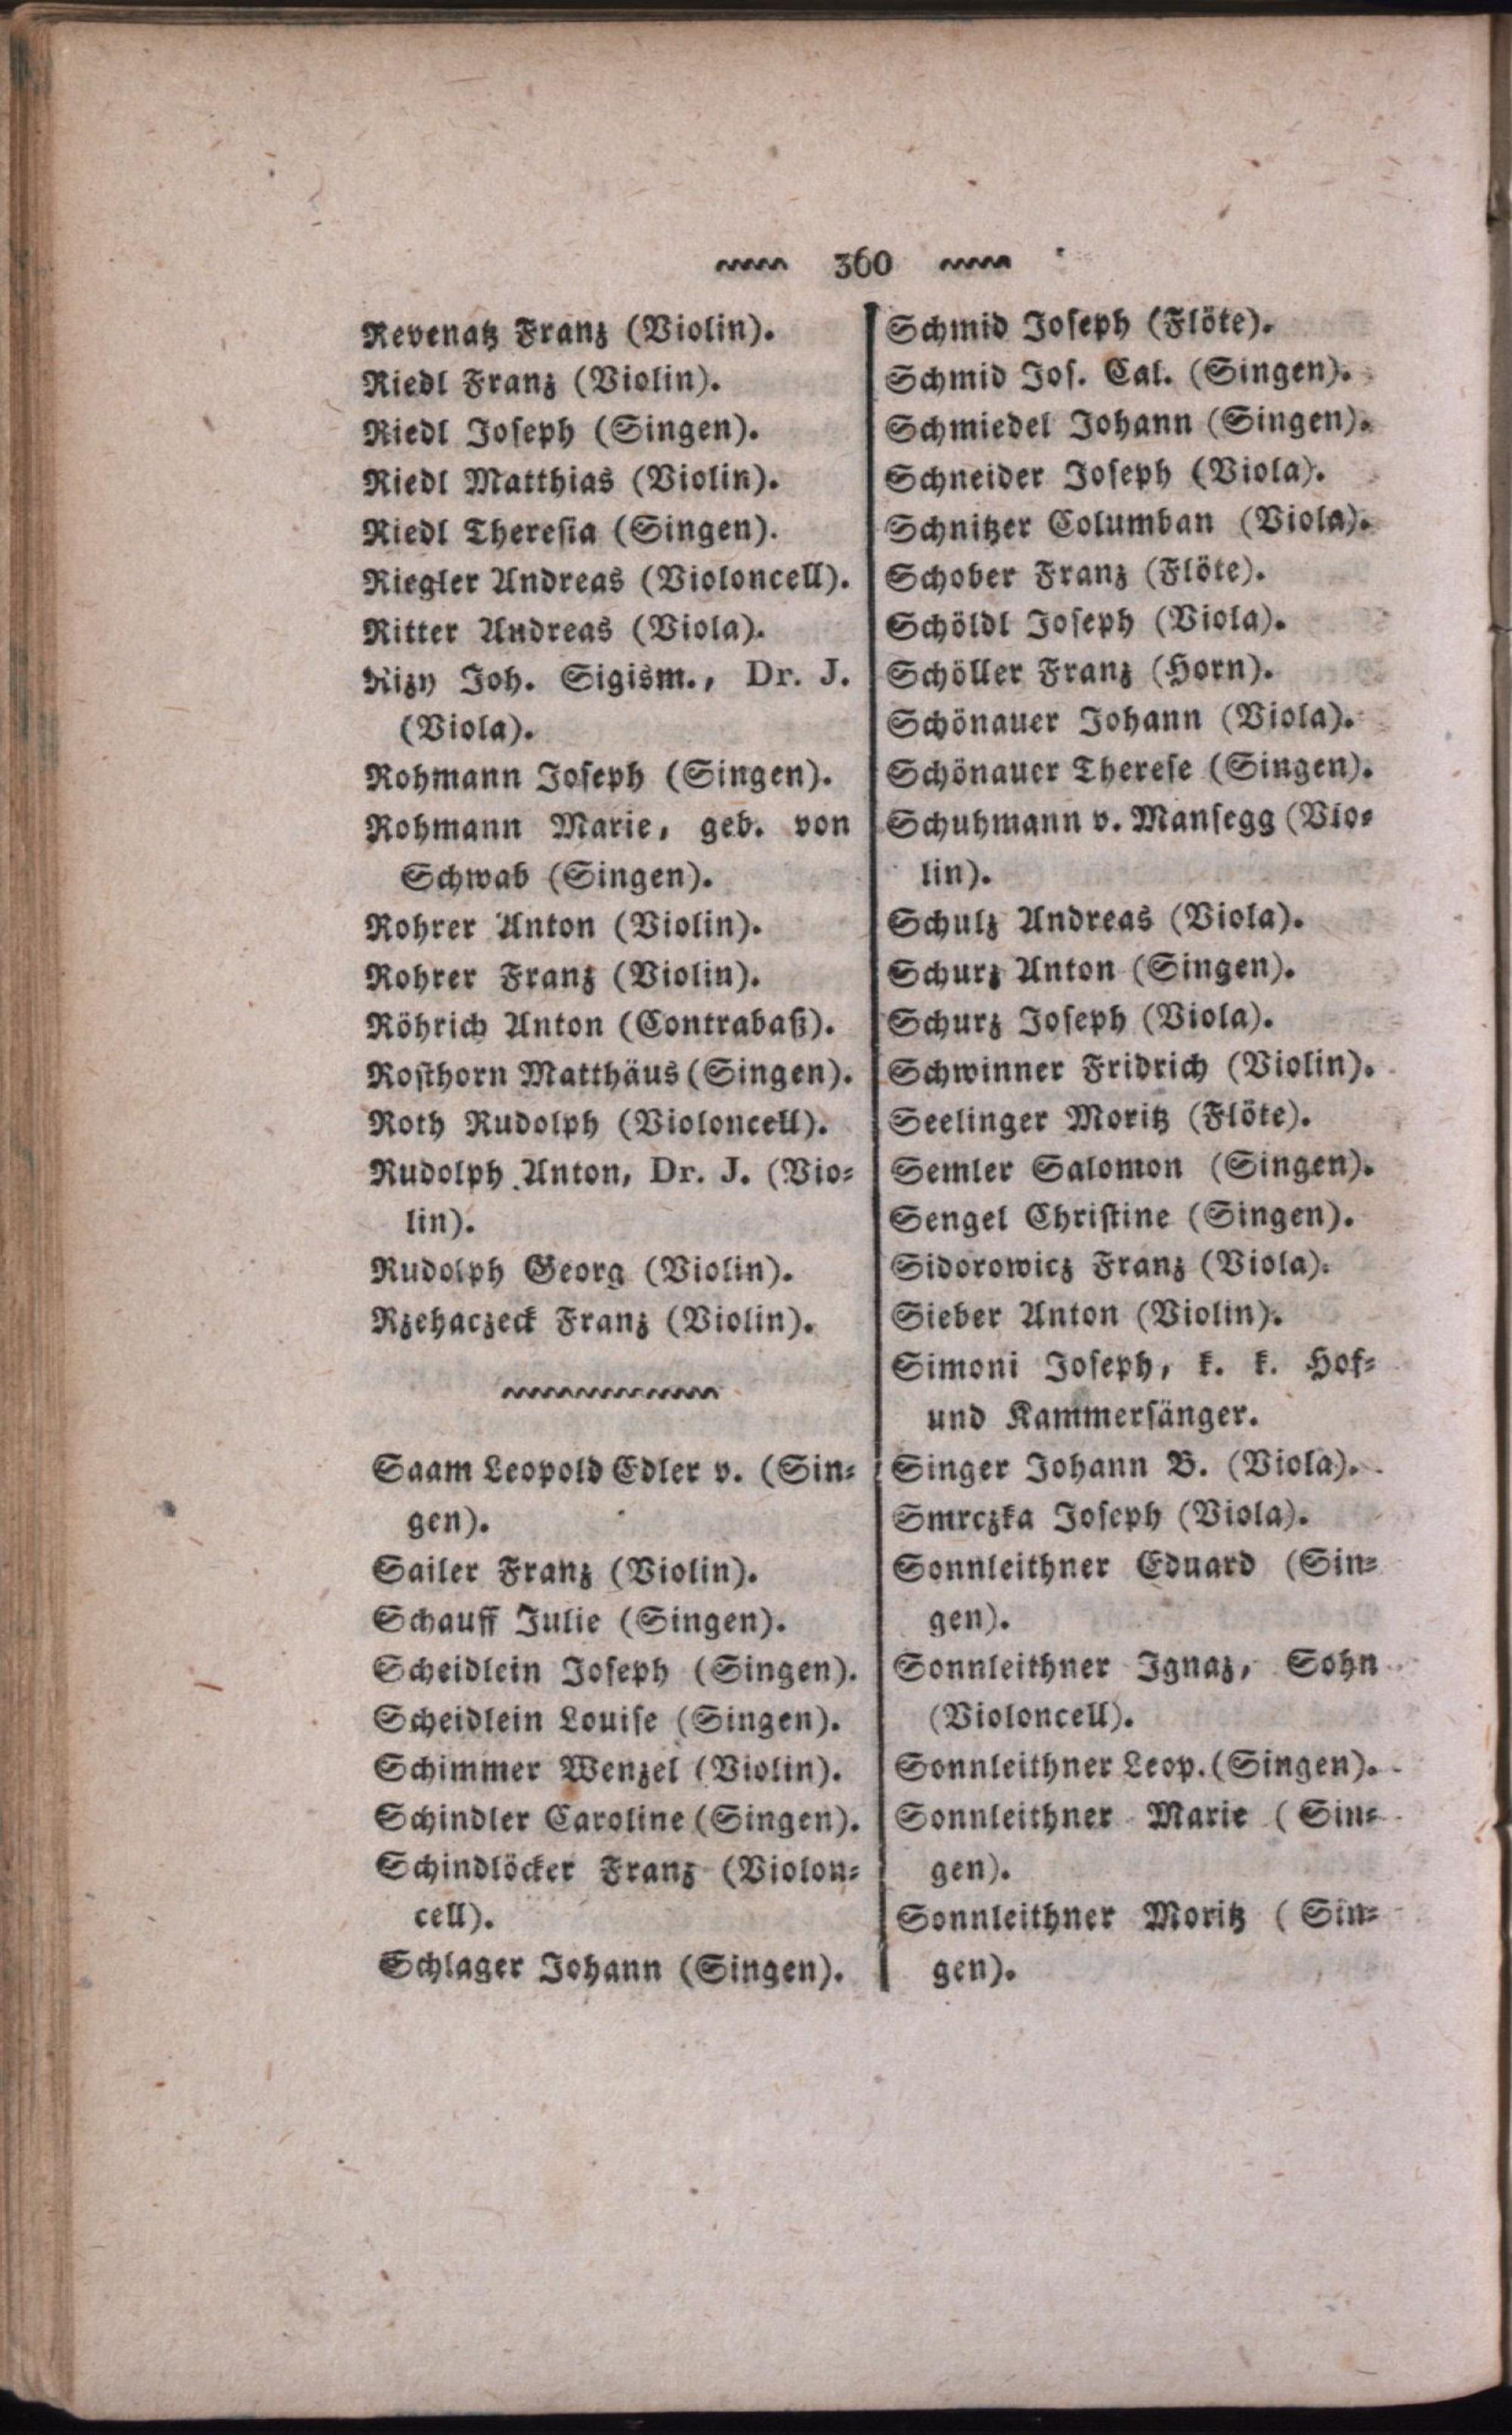 360
Revenatz Franz (Violin).
Riedl Franz (Violin).
Riedl Joseph (Singen).
Riedl Matthias (Violin).
Riedl Theresia (Singen).
Riegler Andreas (Violoncell).
Ritter Andreas (Viola).
Rizy Joh. Sigism., Dr. J.
(Viola).
Rohmann Joseph (Singen).
Rohmann Marie, geb. von
Schwab (Singen).
Rohrer Anton (Violin).
Rohrer Franz (Violin).
Röhrich Anton (Contrabaß).
Rosthorn Matthäus (Singen).
Roth Rudolph (Violoncell).
Rudolph Anton, Dr. J. (Vio-
lin).
Rudolph Georg (Violin).
Rzehaczeck Franz (Violin).
Saam Leopold Edler v. (Sin-
gen).
Sailer Franz (Violin).
Schauff Julie (Singen).
Scheidlein Joseph (Singen).
Scheidlein Louise (Singen).
Schimmer Wenzel (Violin).
Schindler Caroline (Singen).
Schindlöcker Franz (Violon-
cell).
Schlager Johann (Singen).
Schmid Joseph (Flöte).
Schmid Jos. Cal. (Singen).
Schmiedel Johann (Singen).
Schneider Joseph (Viola).
Schnitzer Columban (Viola).
Schober Franz (Flöte).
Schöldl Joseph (Viola).
Schöller Franz (Horn).
Schönauer Johann (Viola).
Schönauer Therese (Singen).
Schuhmann v. Mansegg (Vio-
lin).
Schulz Andreas (Viola).
Schurz Anton (Singen).
Schurz Joseph (Viola).
Schwinner Fridrich (Violin).
Seelinger Moritz (Flöte).
Semler Salomon (Singen).
Sengel Christine (Singen).
Sidorowicz Franz (Viola).
Sieber Anton (Violin).
Simoni Joseph, k. k. Hof-
und Kammersänger.
Singer Johann B. (Viola).
Smrczka Joseph (Viola).
Sonnleithner Eduard (Sin-
gen).
Sonnleithner Ignaz, Sohn
(Violoncell).
Sonnleithner Leop. (Singen).
Sonnleithner Marie (Sin-
gen).
Sonnleithner Moritz (Sin-
gen).